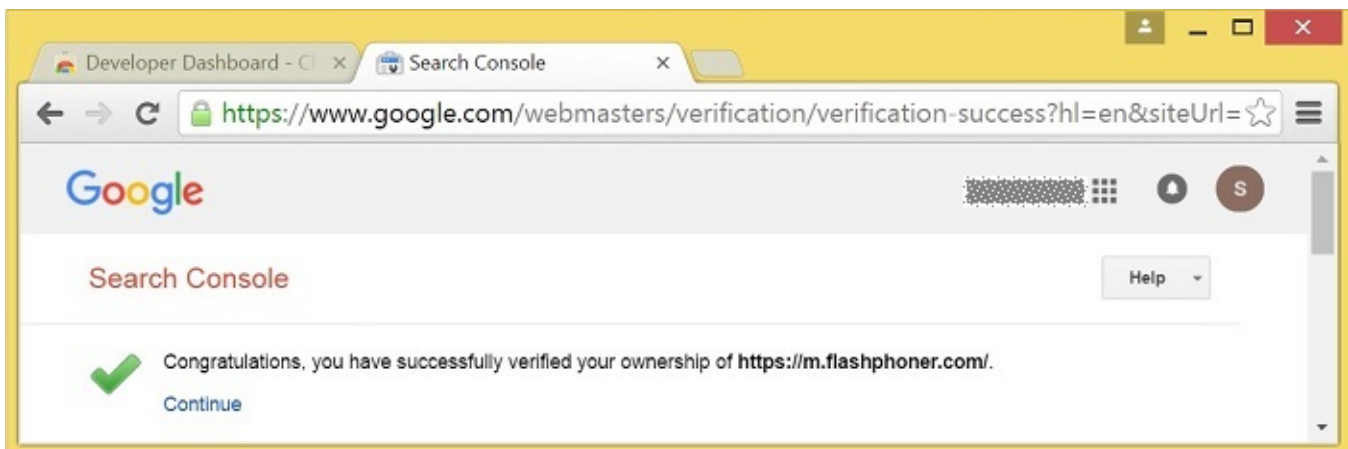 Developer Dashboard - C
Search Console
https://www.google.com/webmasters/verification/verification-success?hl=en&siteUrl=
Google
S
Search Console
Help
Congratulations, you have successfully verified your ownership of https://m.flashphoner.com/.
Continue